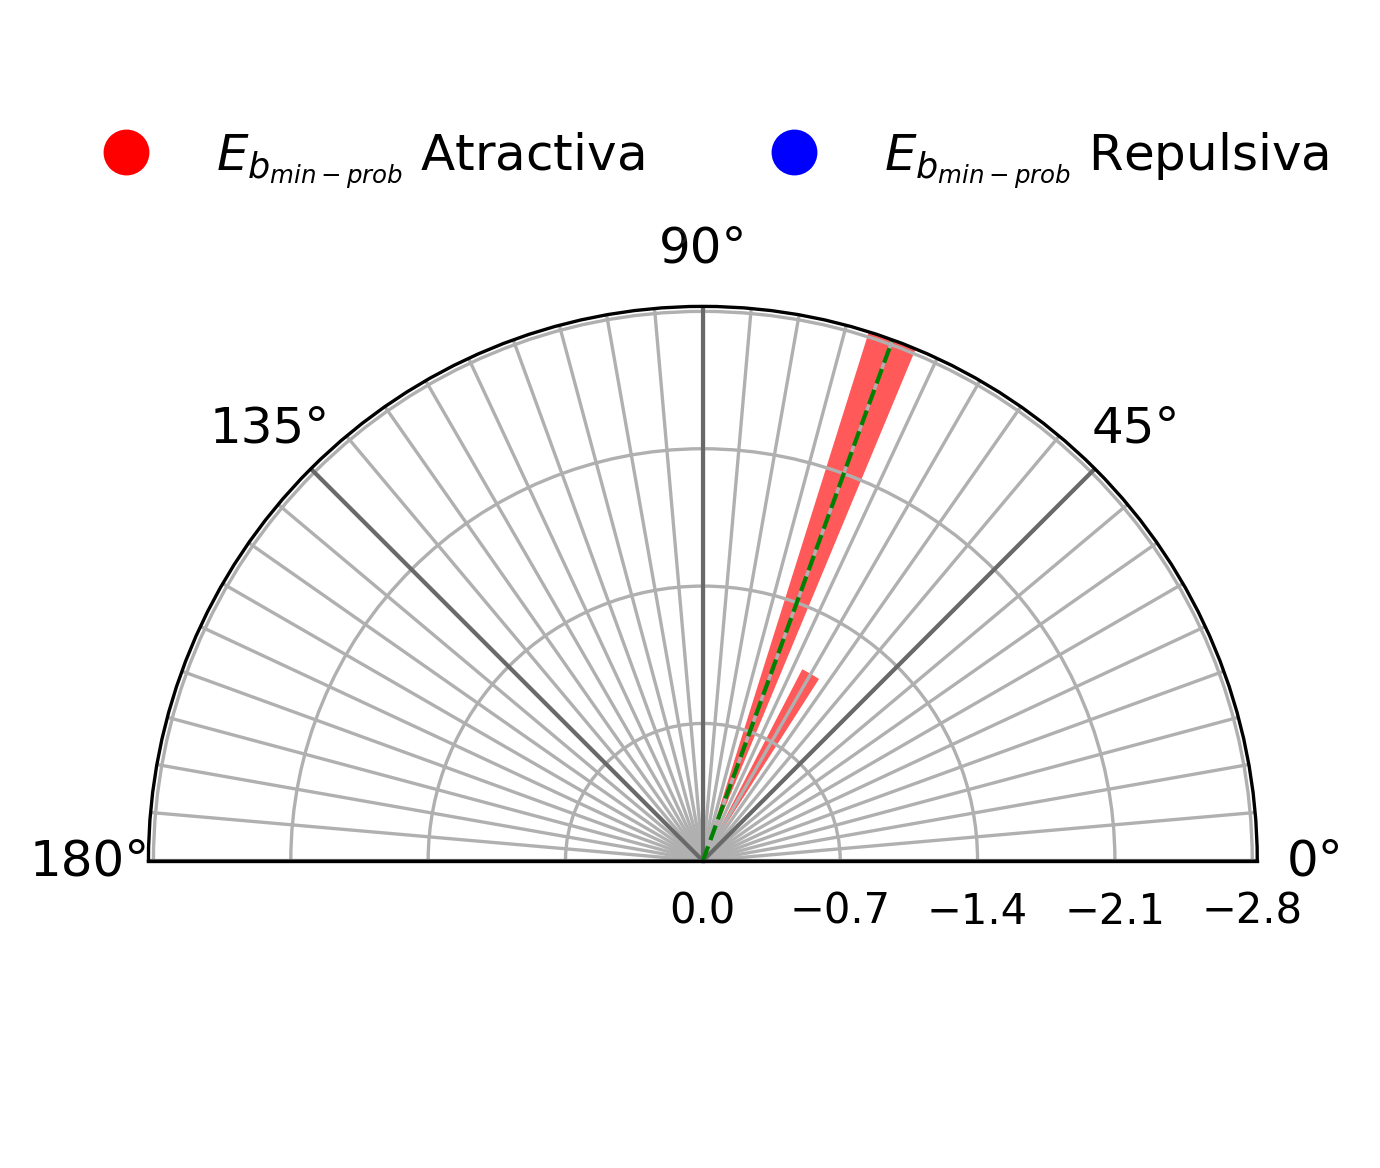 E_{b_{min-prob}} Atractiva E_{b_{min-prob}} Repulsiva
90°
135° 45°
180° 0°
0.0 −0.7 −1.4 −2.1 −2.8